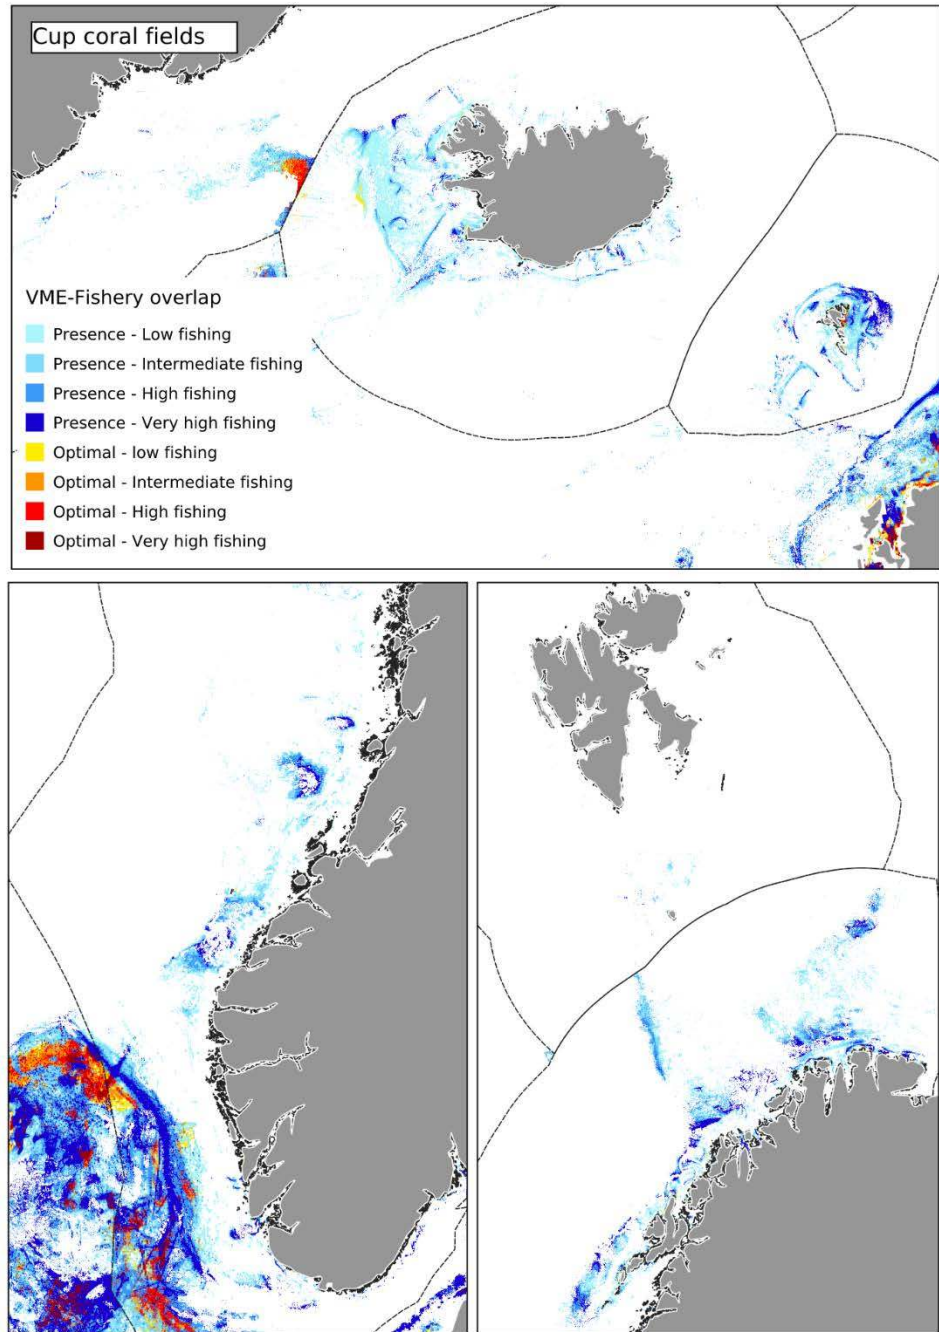 Cup coral fields
VME-Fishery overlap
Presence - Low fishing
Presence - Intermediate fishing
Presence - High fishing
Presence - Very high fishing
Optimal - low fishing
Optimal - Intermediate fishing
Optimal - High fishing
Optimal - Very high fishing